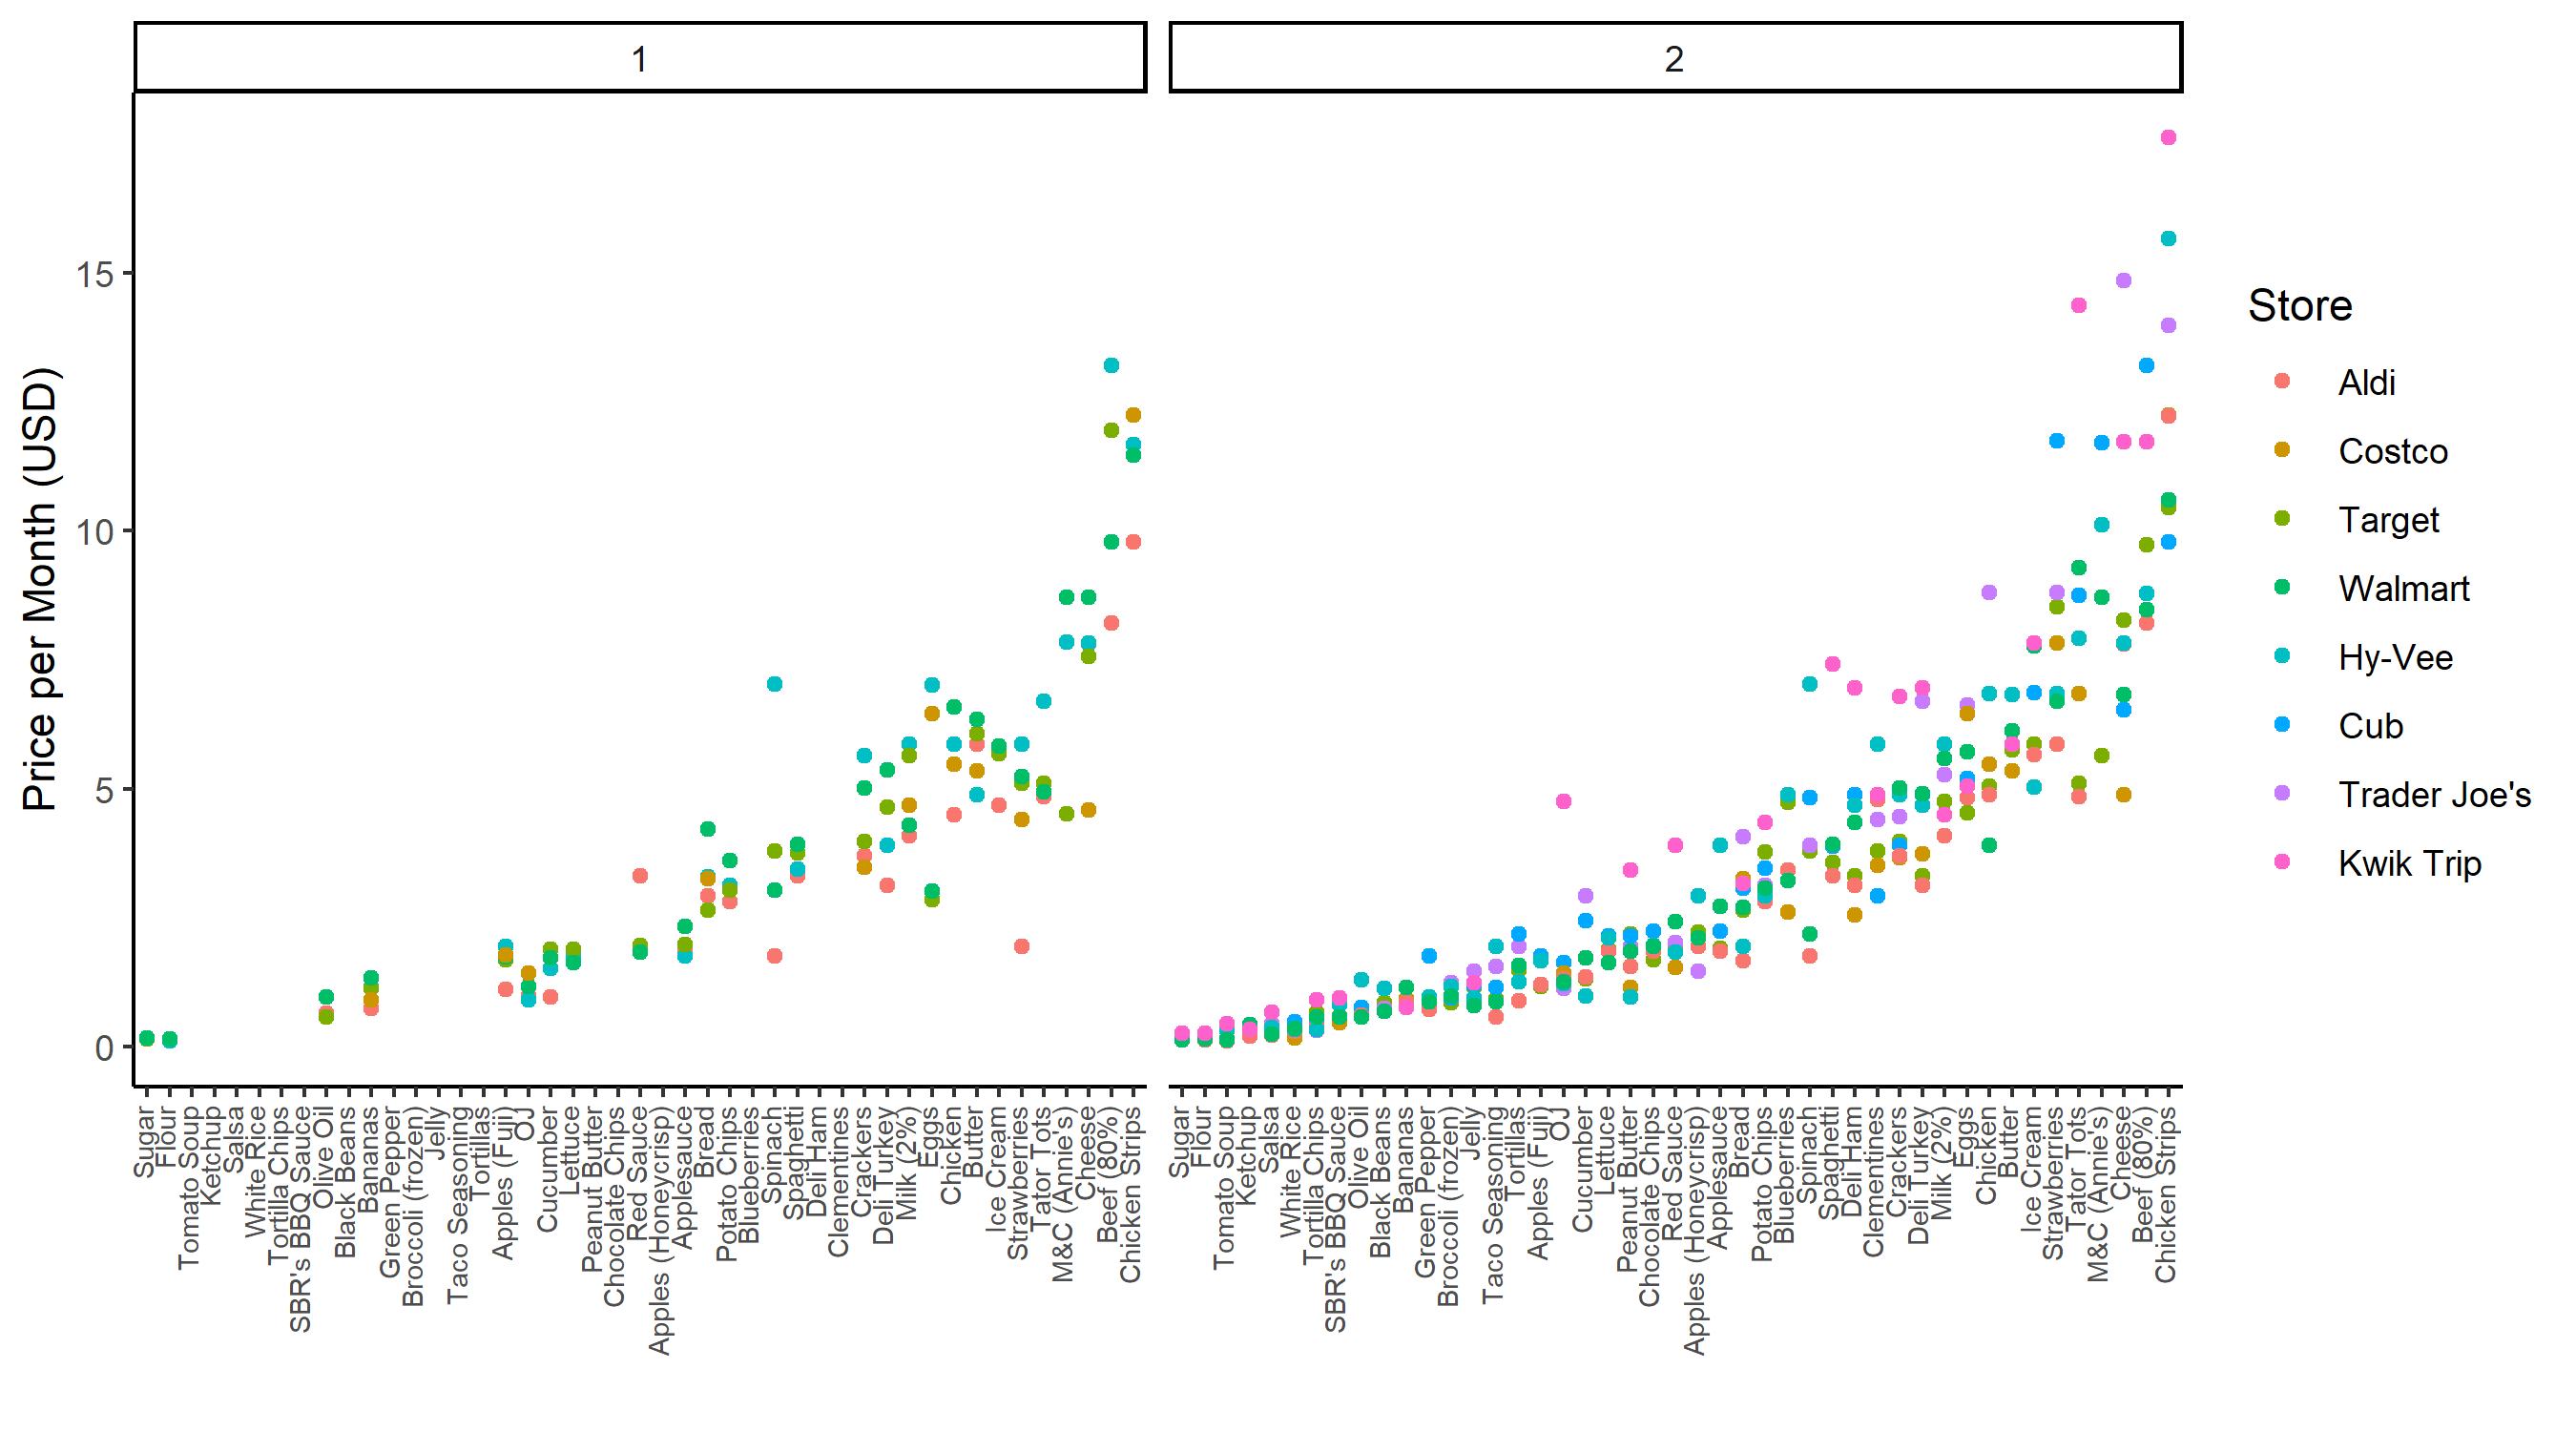 1
2
Price per Month (USD)
15
10
5
0
Sugar
Flour
Tomato Soup
Ketchup
Salsa
White Rice
Tortilla Chips
SBR's BBQ Sauce
Olive Oil
Black Beans
Bananas
Green Pepper
Broccoli (frozen)
Jelly
Taco Seasoning
Tortillas
Apples (Fuji)
OJ
Cucumber
Lettuce
Peanut Butter
Chocolate Chips
Red Sauce
Apples (Honeycrisp)
Applesauce
Bread
Potato Chips
Blueberries
Spinach
Spaghetti
Deli Ham
Clementines
Crackers
Deli Turkey
Milk (2%)
Eggs
Chicken
Butter
Ice Cream
Strawberries
Tator Tots
M&C (Annie's)
Cheese
Beef (80%)
Chicken Strips
Sugar
Flour
Tomato Soup
Ketchup
Salsa
White Rice
Tortilla Chips
SBR's BBQ Sauce
Olive Oil
Black Beans
Bananas
Green Pepper
Broccoli (frozen)
Jelly
Taco Seasoning
Tortillas
Apples (Fuji)
OJ
Cucumber
Lettuce
Peanut Butter
Chocolate Chips
Red Sauce
Apples (Honeycrisp)
Applesauce
Bread
Potato Chips
Blueberries
Spinach
Spaghetti
Deli Ham
Clementines
Crackers
Deli Turkey
Milk (2%)
Eggs
Chicken
Butter
Ice Cream
Strawberries
Tator Tots
M&C (Annie's)
Cheese
Beef (80%)
Chicken Strips
Store
Aldi
Costco
Target
Walmart
Hy-Vee
Cub
Trader Joe's
Kwik Trip